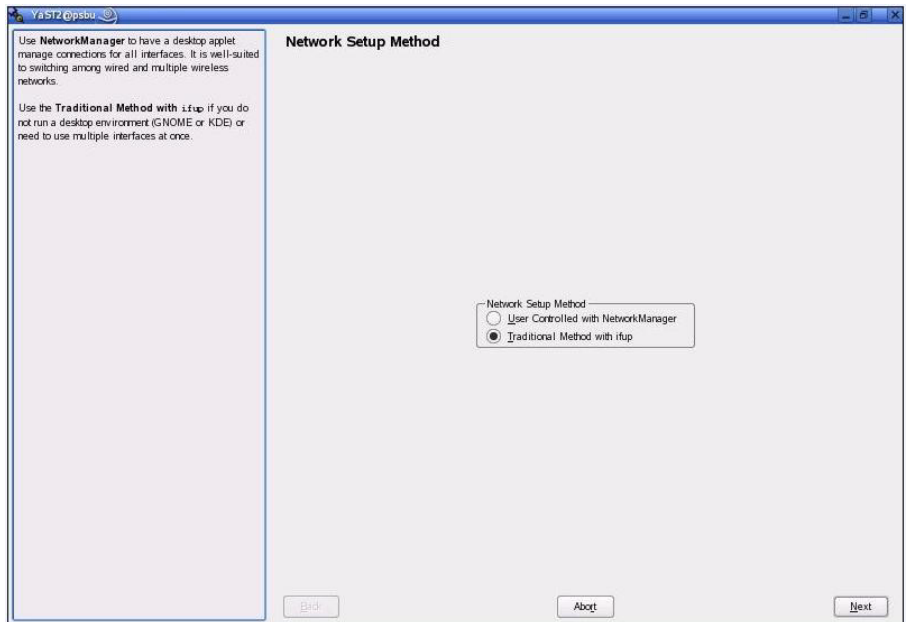 YaST2@psbu
Use NetworkManager to have a desktop applet
manage connections for all interfaces. It is well-suited
to switching among wired and multiple wireless
networks.
Use the Traditional Method with ifup if you do
not run a desktop environment (GNOME or KDE) or
need to use multiple interfaces at once.
Network Setup Method
Network Setup Method
User Controlled with NetworkManager
Traditional Method with ifup
Back
Abort
Next